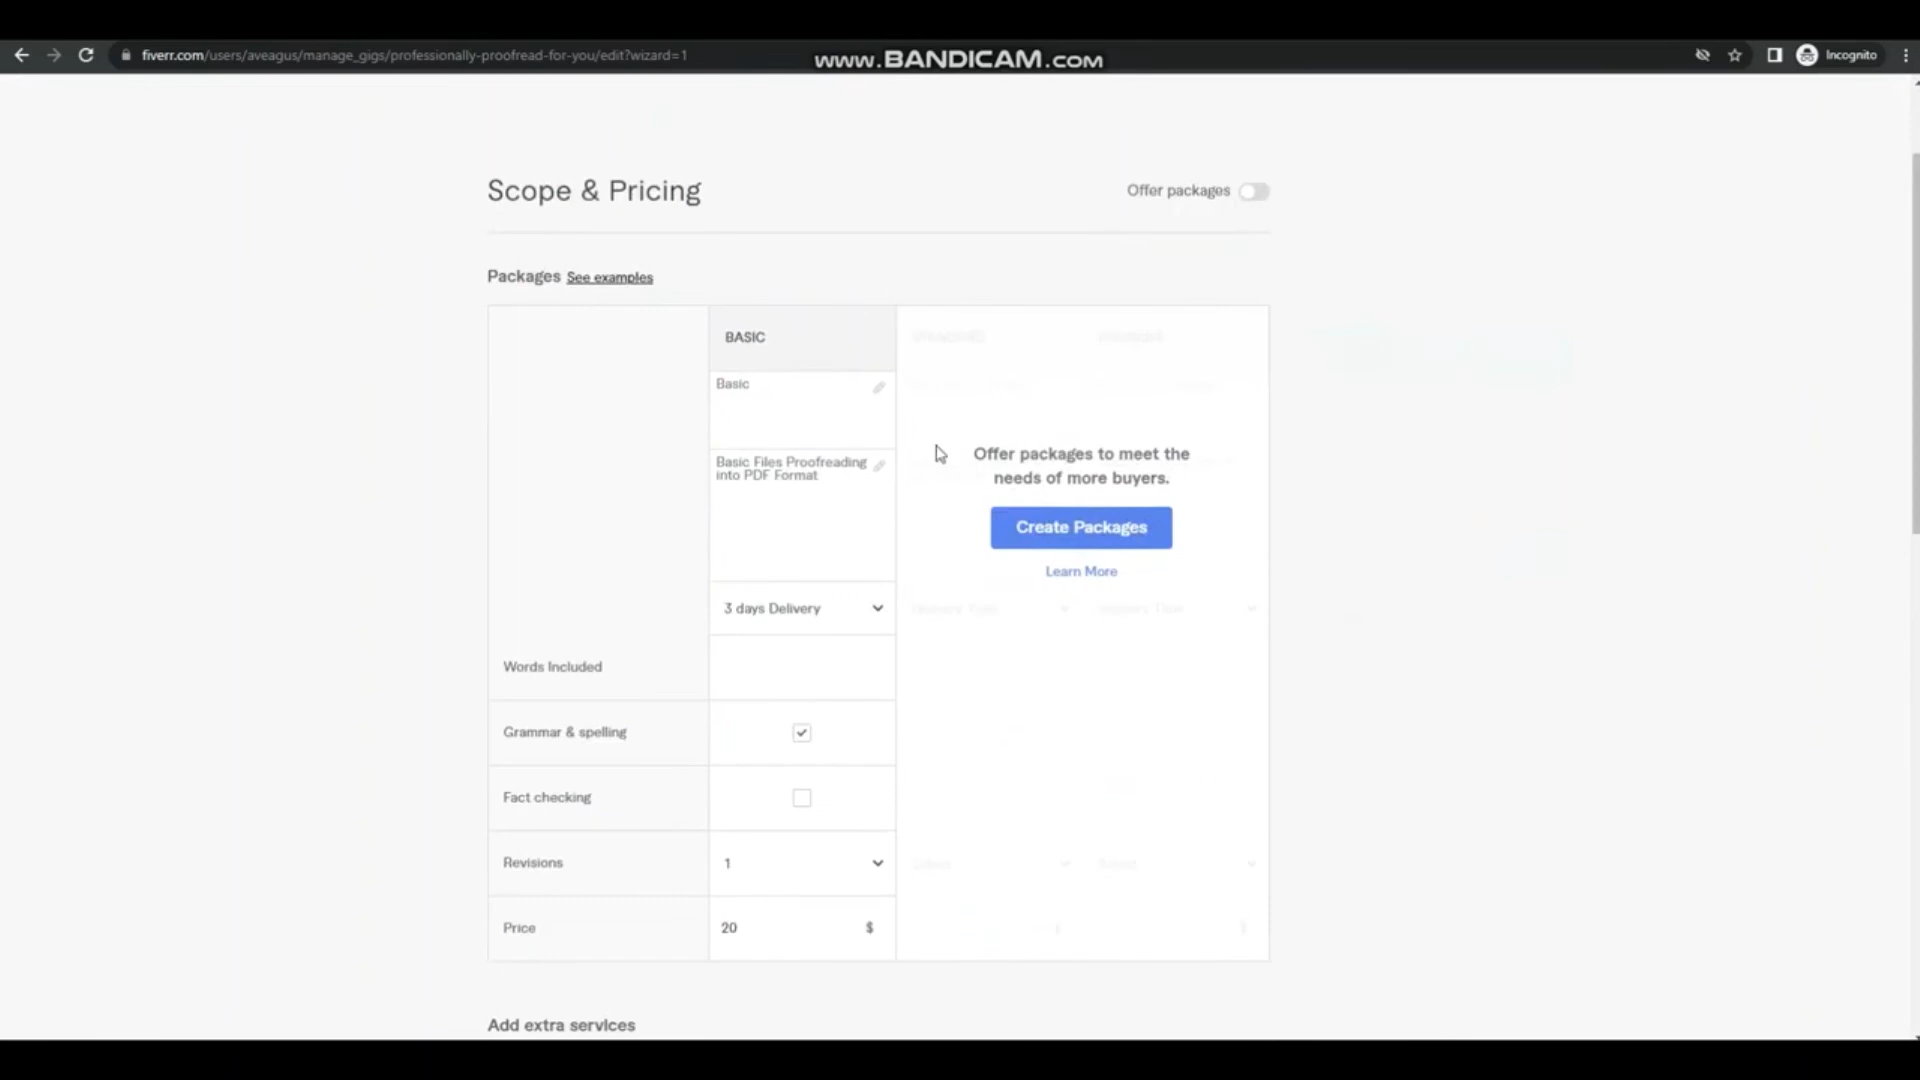 fiverr.com/users/aveagus/manage_gigs/professionally-proofread-for-you/edit?wizard=1
www.BANDICAM.com
Incognito
Scope & Pricing
Offer packages
Packages See examples
BASIC
Basic
Basic Files Proofreading
into PDF Format
Offer packages to meet the
needs of more buyers.
Create Packages
Learn More
3 days Delivery
Words Included
Grammar & spelling
Fact checking
Revisions 1
Price 20 $
Add extra services